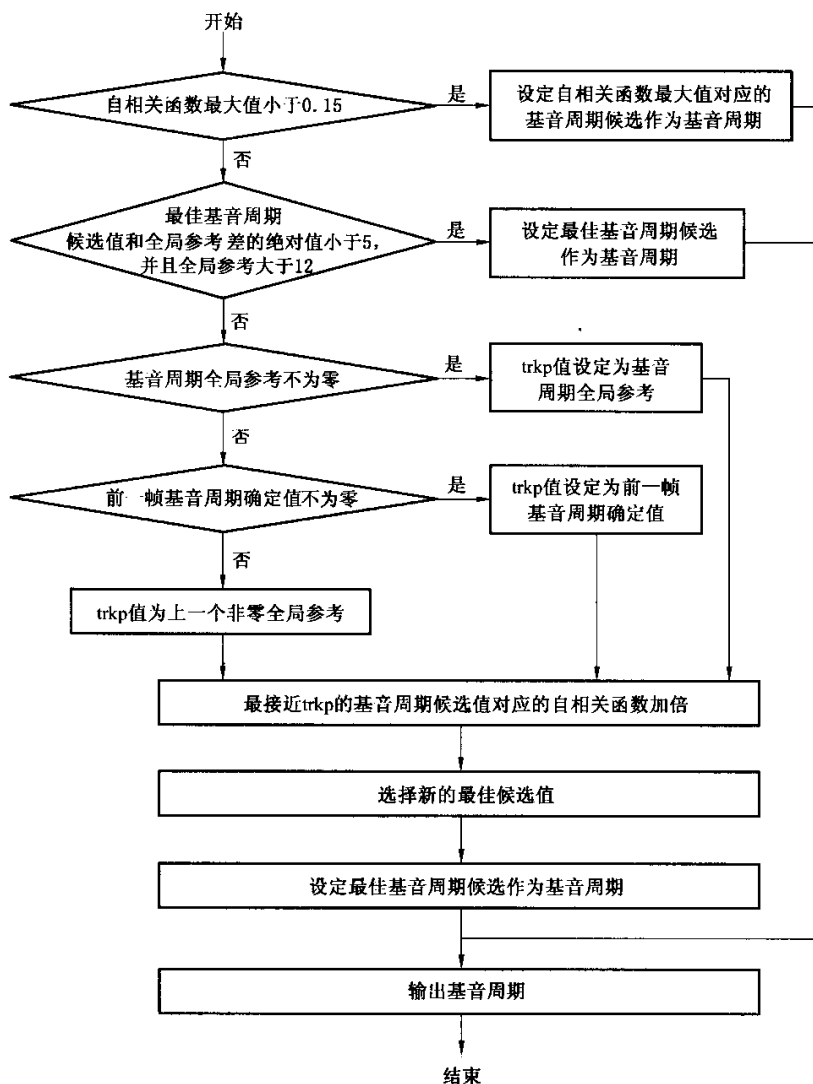 开始
自相关函数最大值小于0.15
是
设定自相关函数最大值对应的
基音周期候选作为基音周期
否
最佳基音周期
候选值和全局参考差的绝对值小于5,
并且全局参考大于12
是
设定最佳基音周期候选
作为基音周期
否
基音周期全局参考不为零
是
trkp值设定为基音
周期全局参考
否
前一帧基音周期确定值不为零
是
trkp值设定为前一帧
基音周期确定值
否
trkp值为上一个非零全局参考
最接近trkp的基音周期候选值对应的自相关函数加倍
选择新的最佳候选值
设定最佳基音周期候选作为基音周期
输出基音周期
结束